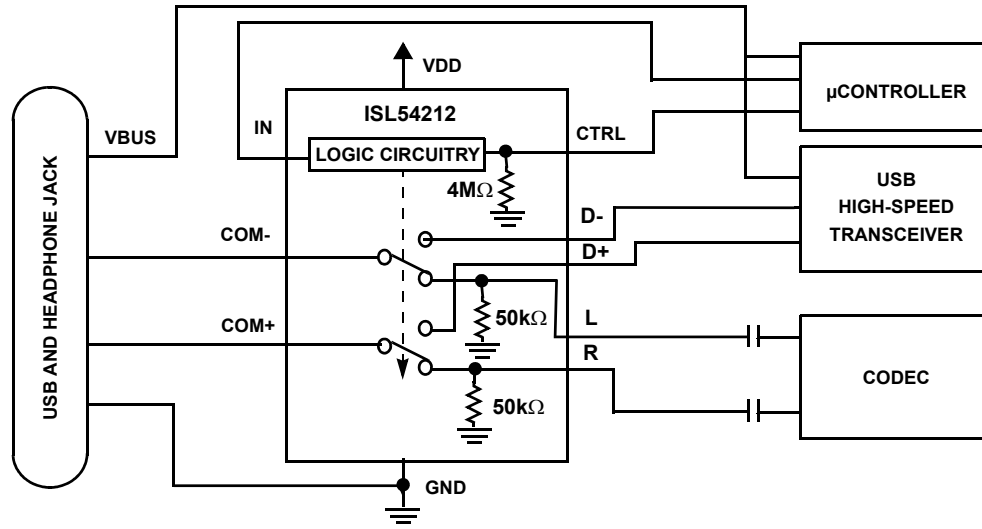 USB AND HEADPHONE JACK
VBUS
COM-
COM+
IN
VDD
ISL54212
LOGIC CIRCUITRY
4MΩ
CTRL
D-
D+
50kΩ
L
R
50kΩ
GND
µCONTROLLER
USB
HIGH-SPEED
TRANSCEIVER
CODEC